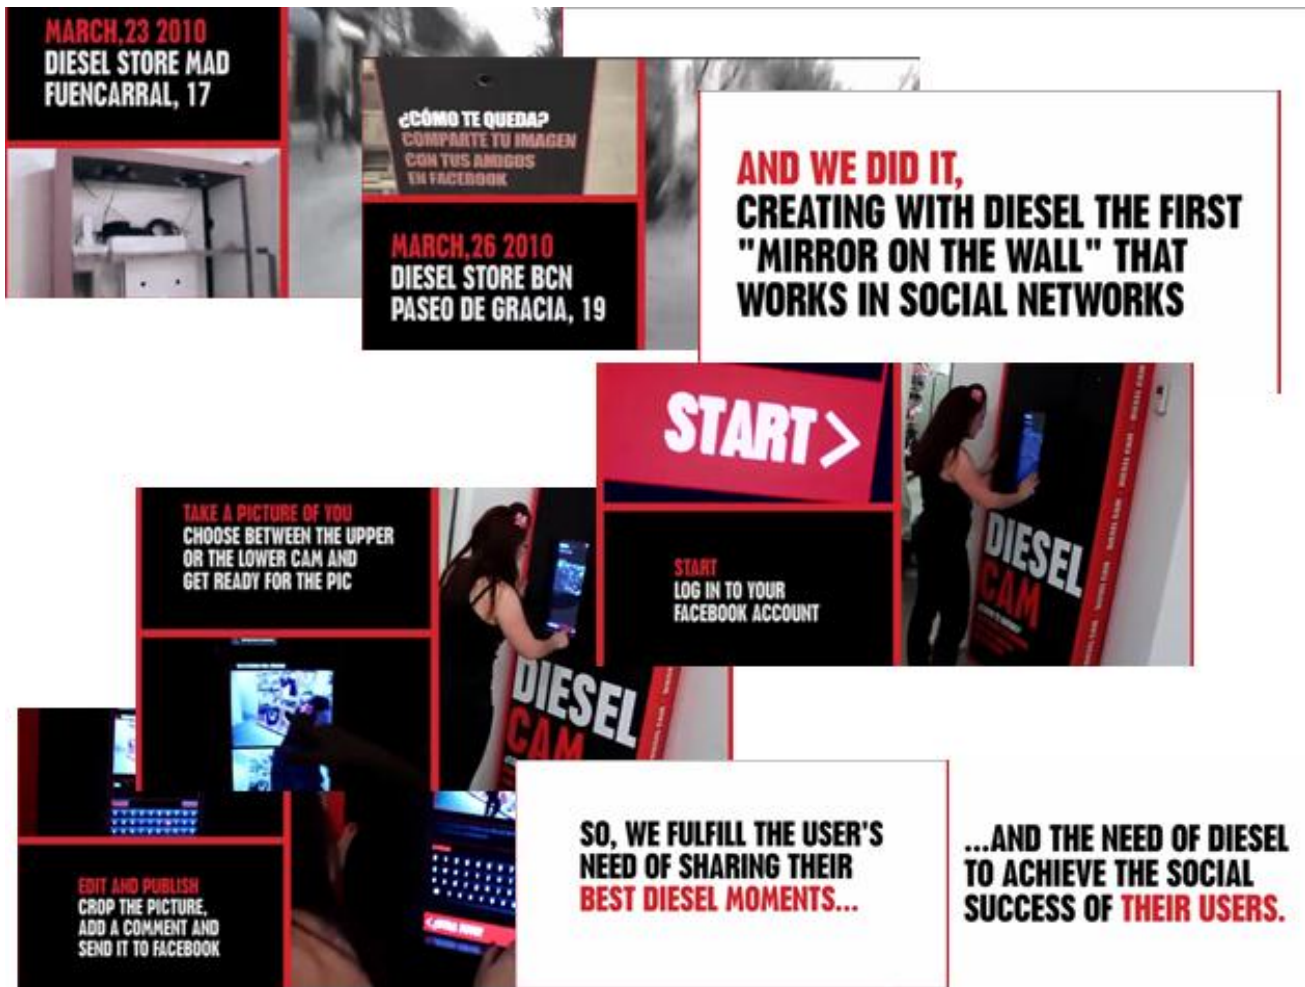 MARCH,23 2010
DIESEL STORE MAD
FUENCARRAL, 17
¿CÓMO TE QUEDA?
COMPARTE TU IMAGEN
CON TUS AMIGOS
EN FACEBOOK
MARCH,26 2010
DIESEL STORE BCN
PASEO DE GRACIA, 19
AND WE DID IT,
CREATING WITH DIESEL THE FIRST
"MIRROR ON THE WALL" THAT
WORKS IN SOCIAL NETWORKS
START>
START
LOG IN TO YOUR
FACEBOOK ACCOUNT
DIESEL
CAM
DIESEL CAM
TAKE A PICTURE OF YOU
CHOOSE BETWEEN THE UPPER
OR THE LOWER CAM AND
GET READY FOR THE PIC
DIESEL
CAM
EDIT AND PUBLISH
CROP THE PICTURE,
ADD A COMMENT AND
SEND IT TO FACEBOOK
SO, WE FULFILL THE USER'S
NEED OF SHARING THEIR
BEST DIESEL MOMENTS...
...AND THE NEED OF DIESEL
TO ACHIEVE THE SOCIAL
SUCCESS OF THEIR USERS.